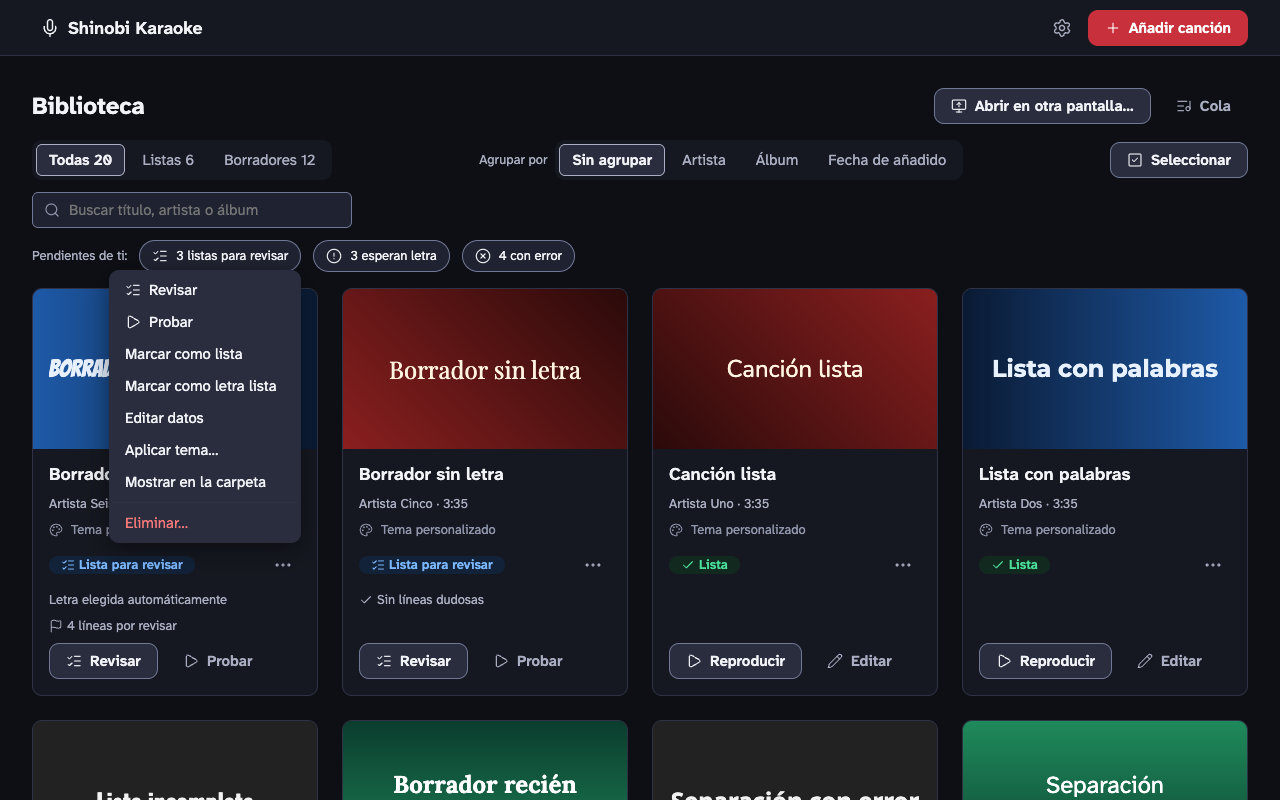 Shinobi Karaoke
Añadir canción
Biblioteca
Abrir en otra pantalla...
Cola
Todas 20
Listas 6
Borradores 12
Agrupar por
Sin agrupar
Artista
Álbum
Fecha de añadido
Seleccionar
Buscar título, artista o álbum
Pendientes de ti:
3 listas para revisar
3 esperan letra
4 con error
Revisar
Probar
Marcar como lista
Marcar como letra lista
Editar datos
Aplicar tema...
Mostrar en la carpeta
Eliminar...
Lista para revisar
Letra elegida automáticamente
4 líneas por revisar
Revisar
Probar
Borrador sin letra
Borrador sin letra
Artista Cinco · 3:35
Tema personalizado
Lista para revisar
Sin líneas dudosas
Revisar
Probar
Canción lista
Canción lista
Artista Uno · 3:35
Tema personalizado
Lista
Reproducir
Editar
Lista con palabras
Lista con palabras
Artista Dos · 3:35
Tema personalizado
Lista
Reproducir
Editar
Borrador recién
Separación con error
Separación